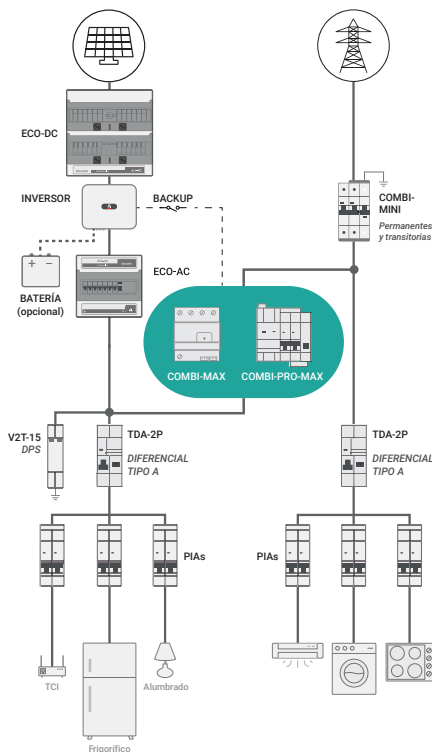 ECO-DC
INVERSOR
BACKUP
COMBI-
MINI
Permanentes
y transitorias
BATERÍA
(opcional)
ECO-AC
COMBI-MAX
COMBI-PRO-MAX
V2T-15
DPS
TDA-2P
DIFERENCIAL
TIPO A
TDA-2P
DIFERENCIAL
TIPO A
PIAs
PIAs
TCI
Alumbrado
Frigorífico